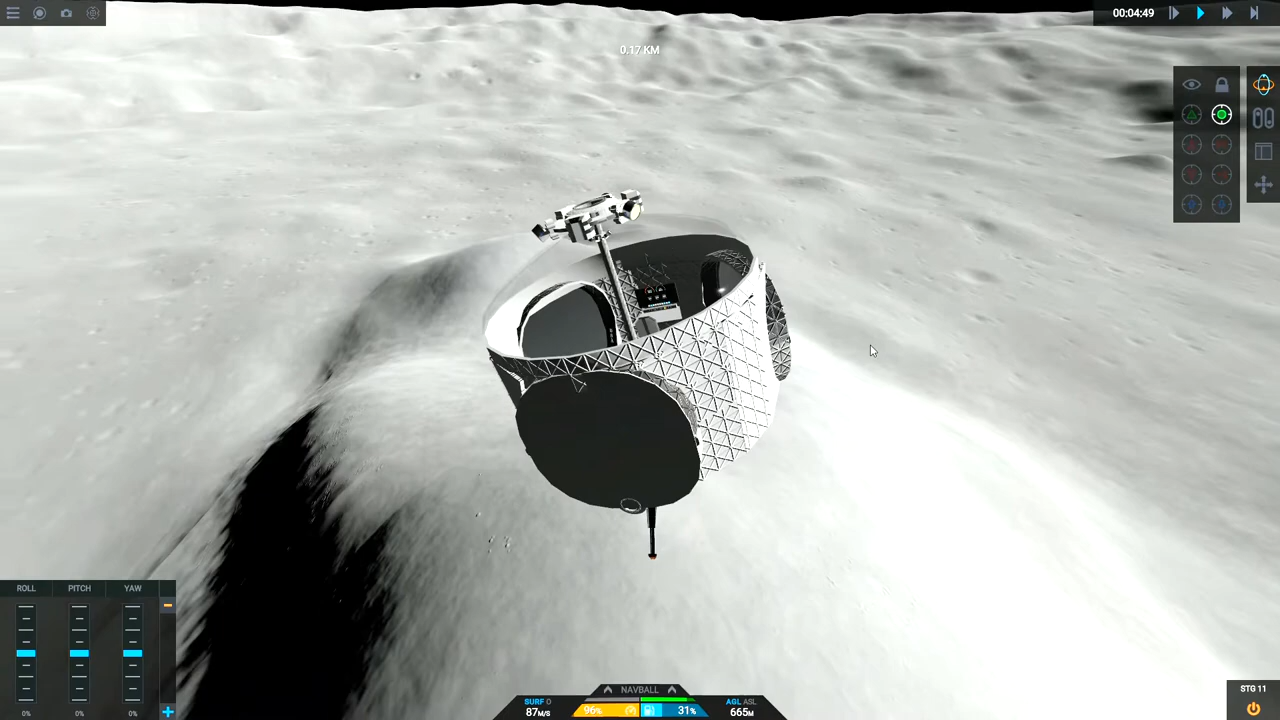 00:04:49
0.17 KM
ROLL PITCH YAW
0% 0% 0%
NAVBALL
SURF O
87M/S
96%
31%
AGL ASL
665M
STG 11